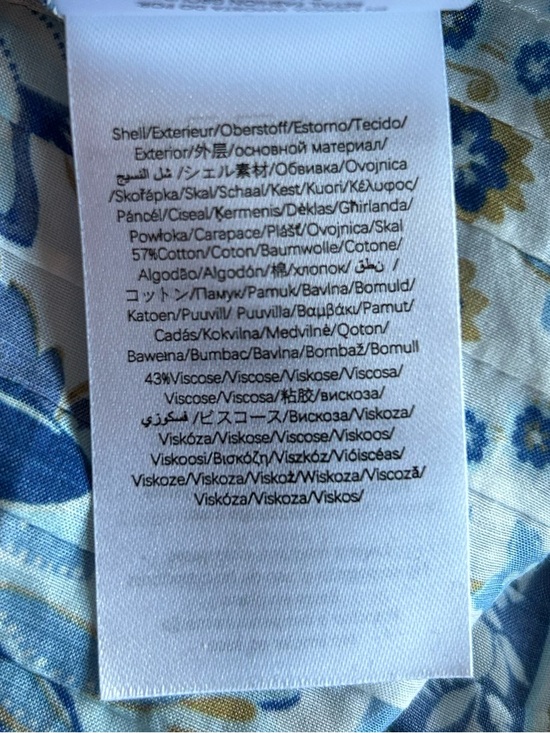 Shell/Exterieur/Oberstoff/Estorno/Tecido/
Exterior/外层/основной материал/
شل النسيج /シェル素材/Обвивка/Ovojnica
/Skořápka/Skal/Schaal/Kest/Kuori/Κέλυφος/
Páncél/Ciseal/Ķermenis/Dėklas/Għirlanda/
Powłoka/Carapace/Plášť/Ovojnica/Skal
57%Cotton/Coton/Baumwolle/Cotone/
Algodão/Algodón/棉/хлопок/ نطق /
コットン/Памук/Pamuk/Bavlna/Bomuld/
Katoen/Puuvill/ Puuvilla/Βαμβάκι/Pamut/
Cadás/Kokvilna/Medvilnė/Qoton/
Bawełna/Bumbac/Bavlna/Bombaž/Bomull
43%Viscose/Viscose/Viskose/Viscosa/
Viscose/Viscosa/粘胶/вискоза/
فسكوزي /ビスコース/Вискоза/Viskoza/
Viskóza/Viskose/Viscose/Viskoos/
Viskoosi/Βισκόζη/Viszkóz/Vióiscéas/
Viskoze/Viskoza/Viskoż/Wiskoza/Viscoză/
Viskóza/Viskoza/Viskos/